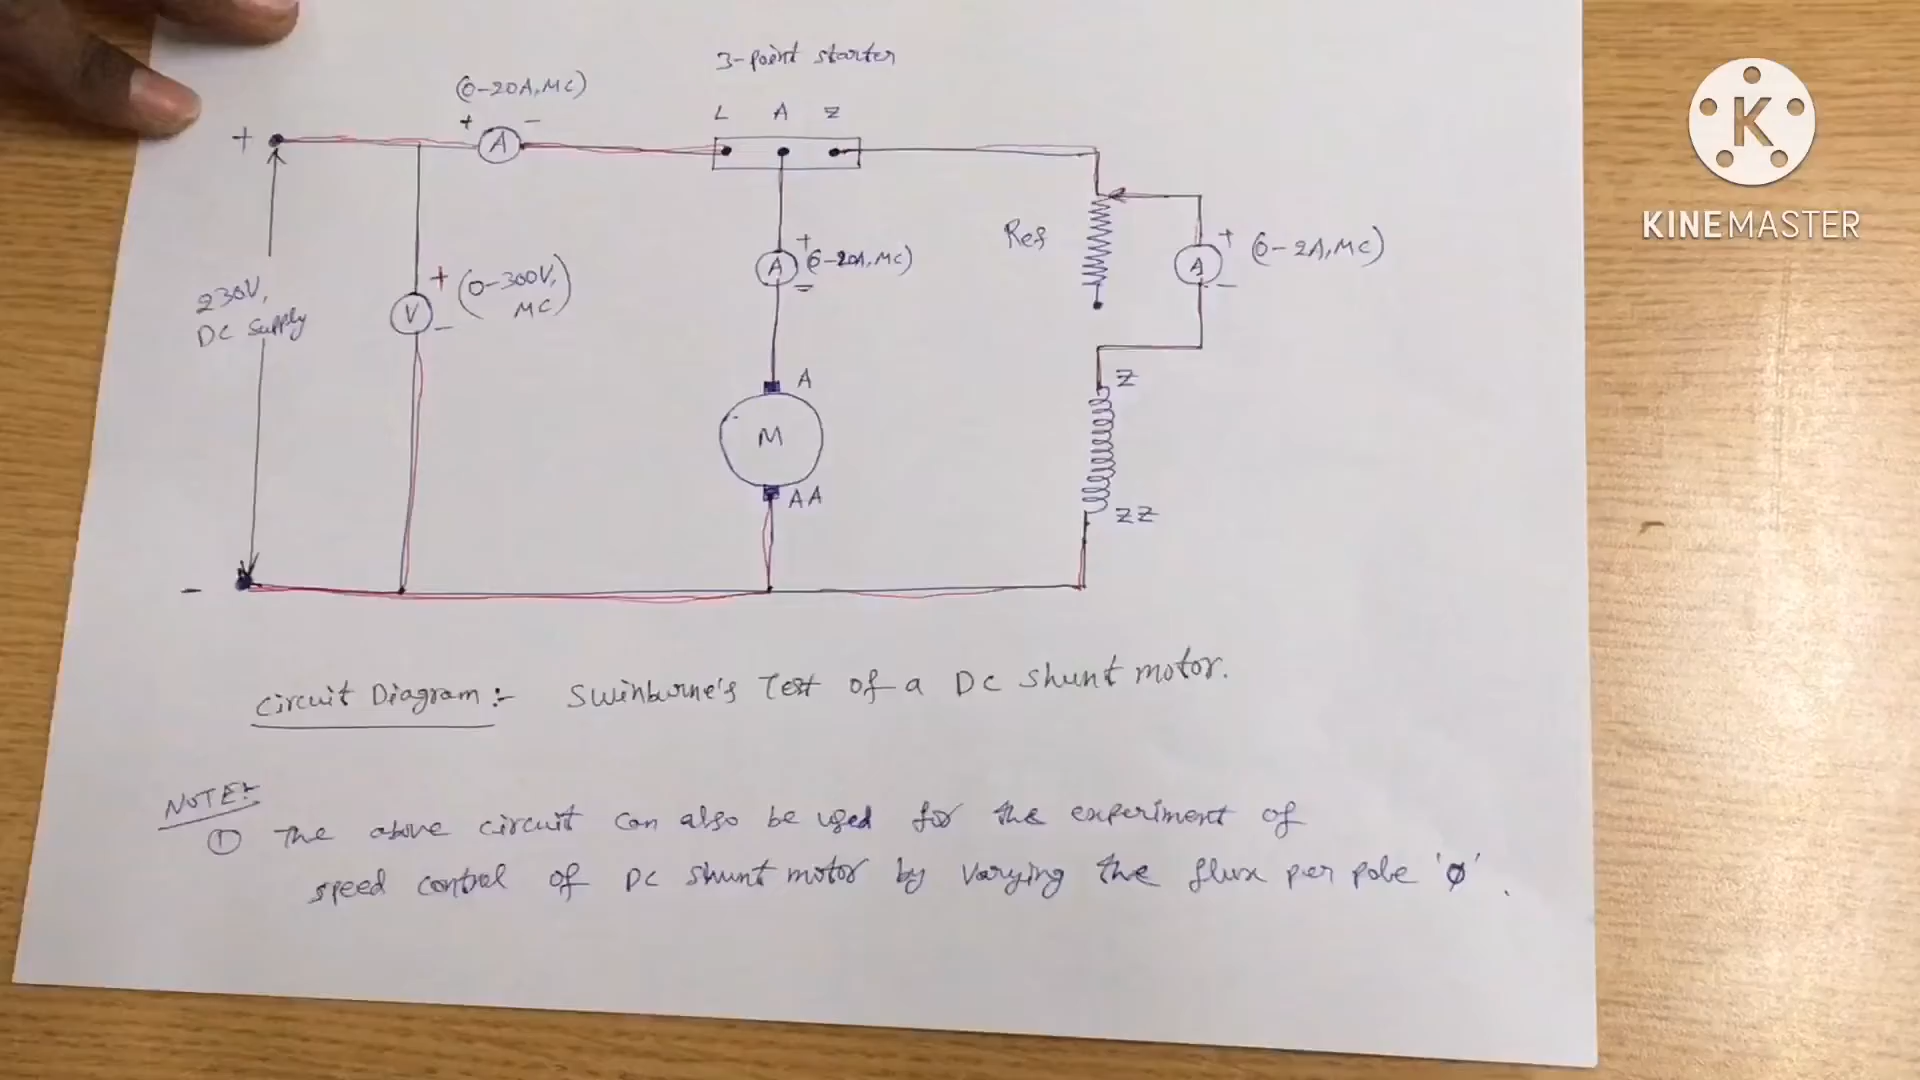 3-point starter
(0-20A, MC)
L A Z
+ + A -
K
KINEMASTER
Reg
+
A (0-20A, MC)
=
+
A (0-2A, MC)
-
230V,
DC Supply
+
V (0-300V,
MC)
-
A
M
AA
Z
ZZ
-
Circuit Diagram :- Swinburne's Test of a DC shunt motor.
NOTE:-
① The above circuit can also be used for the experiment of
speed control of DC shunt motor by varying the flux per pole 'φ'.